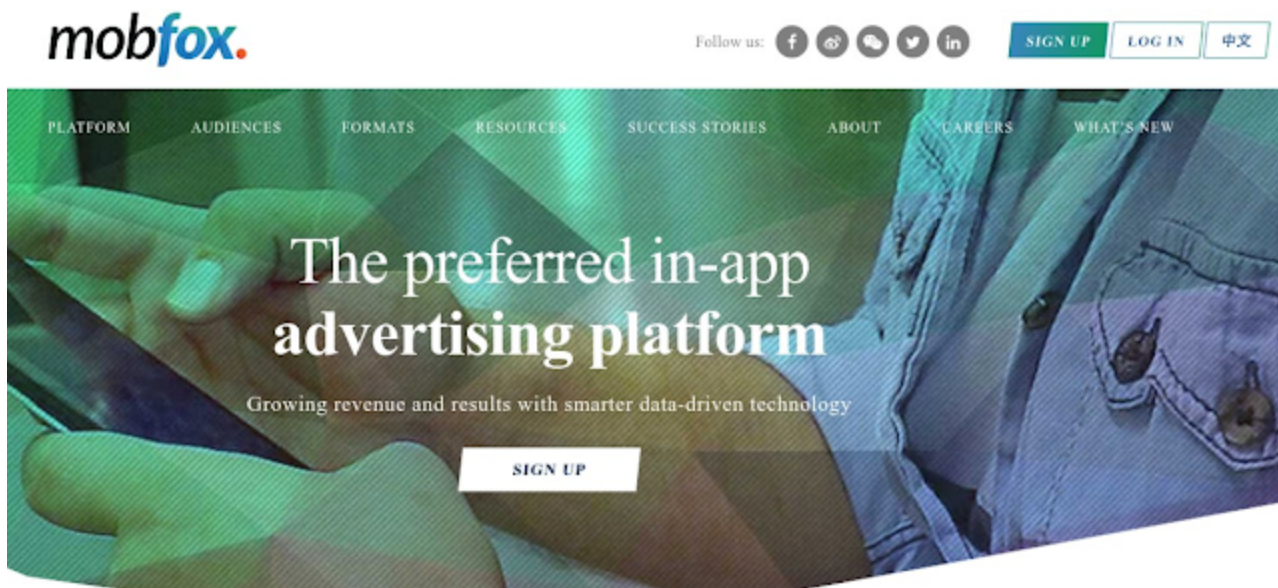 mobfox.
Follow us:
SIGN UP
LOG IN
中文
PLATFORM AUDIENCES FORMATS RESOURCES SUCCESS STORIES ABOUT CAREERS WHAT'S NEW
The preferred in-app
advertising platform
Growing revenue and results with smarter data-driven technology
SIGN UP